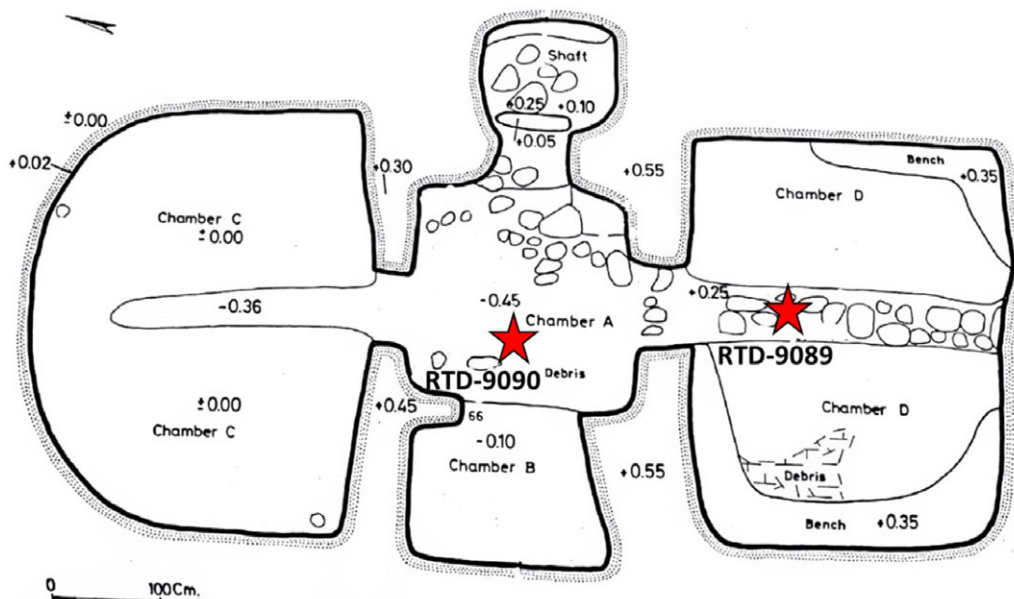 Shaft
+0.25 +0.10
+0.05
±0.00
+0.02
+0.30
+0.55
Bench
+0.35
Chamber D
Chamber C
±0.00
-0.36
-0.45
Chamber A
+0.25
RTD-9089
RTD-9090
Debris
±0.00
Chamber C
+0.45
66
-0.10
Chamber B
+0.55
Chamber D
Debris
Bench +0.35
0 100Cm.